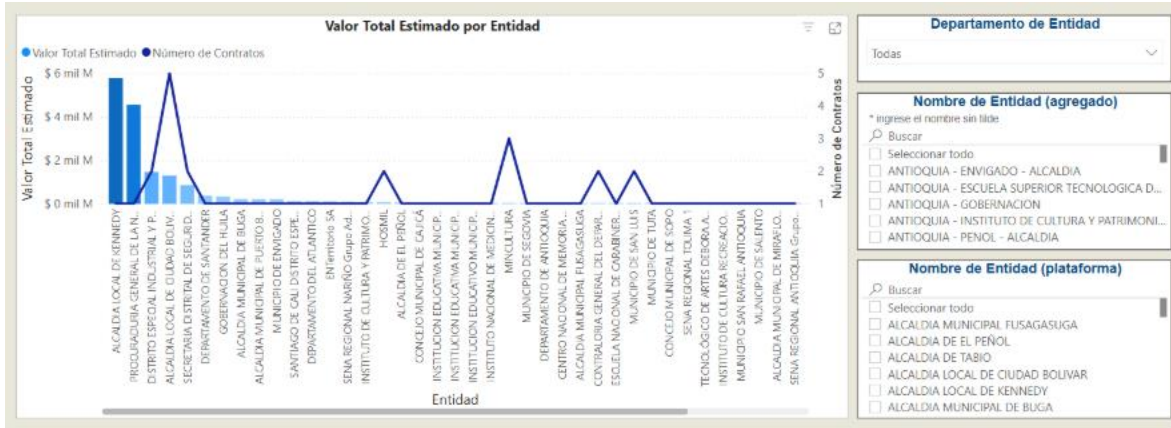 Valor Total Estimado por Entidad
Valor Total Estimado Número de Contratos
Valor Total Estimado
$ 6 mil M
$ 4 mil M
$ 2 mil M
$ 0 mil M
5
4
3
2
1
Número de Contratos
ALCALDIA LOCAL DE KENNEDY
PROCURADURIA GENERAL DE LA N...
DISTRITO ESPECIAL INDUSTRIAL Y P...
ALCALDIA LOCAL DE CIUDAD BOLIV...
SECRETARIA DISTRITAL DE SEGURI D...
DEPARTAMENTO DE SANTANDER
GOBERNACION DEL HUILA
ALCALDIA MUNICIPAL DE BUGA
ALCALDIA MUNICIPAL DE PUERTO B...
MUNICIPIO DE ENVIGADO
SANTIAGO DE CALI DISTRITO ESPE...
DEPARTAMENTO DEL ATLANTICO
ENTerritorio SA
SENA REGIONAL NARIÑO Grupo Ad...
INSTITUTO DE CULTURA Y PATRIMO...
HOSMIL
ALCALDIA DE EL PEÑOL
CONCEJO MUNICIPAL DE CAJICÁ
INSTITUCION EDUCATIVA MUNICIP...
INSTITUCION EDUCATIVA MUNICIP...
INSTITUCION EDUCATIVO MUNICIP...
INSTITUTO NACIONAL DE MEDICIN...
MINCULTURA
MUNICIPIO DE SEGOVIA
DEPARTAMENTO DE ANTIOQUIA
CENTRO NACIONAL DE MEMORIA ...
ALCALDIA MUNICIPAL FUSAGASUGA
CONTRALORIA GENERAL DEL DEPAR...
ESCUELA NACIONAL DE CARABINER...
MUNICIPIO DE SAN LUIS
MUNICIPIO DE TUTA
CONCEJO MUNICIPAL DE SOPO
SENA REGIONAL TOLIMA 1
TECNOLÓGICO DE ARTES DEBORA A...
INSTITUTO DE CULTURA RECREACIO...
MUNICIPIO SAN RAFAEL ANTIOQUIA
MUNICIPIO DE SALENTO
ALCALDIA MUNICIPAL DE MIRAFLO...
SENA REGIONAL ANTIOQUIA Grupo...
Entidad
Departamento de Entidad
Todas
Nombre de Entidad (agregado)
* ingrese el nombre sin tilde
Buscar
Seleccionar todo
ANTIOQUIA - ENVIGADO - ALCALDIA
ANTIOQUIA - ESCUELA SUPERIOR TECNOLOGICA D...
ANTIOQUIA - GOBERNACION
ANTIOQUIA - INSTITUTO DE CULTURA Y PATRIMONI...
ANTIOQUIA - PENOL - ALCALDIA
Nombre de Entidad (plataforma)
Buscar
Seleccionar todo
ALCALDIA MUNICIPAL FUSAGASUGA
ALCALDIA DE EL PEÑOL
ALCALDIA DE TABIO
ALCALDIA LOCAL DE CIUDAD BOLIVAR
ALCALDIA LOCAL DE KENNEDY
ALCALDIA MUNICIPAL DE BUGA